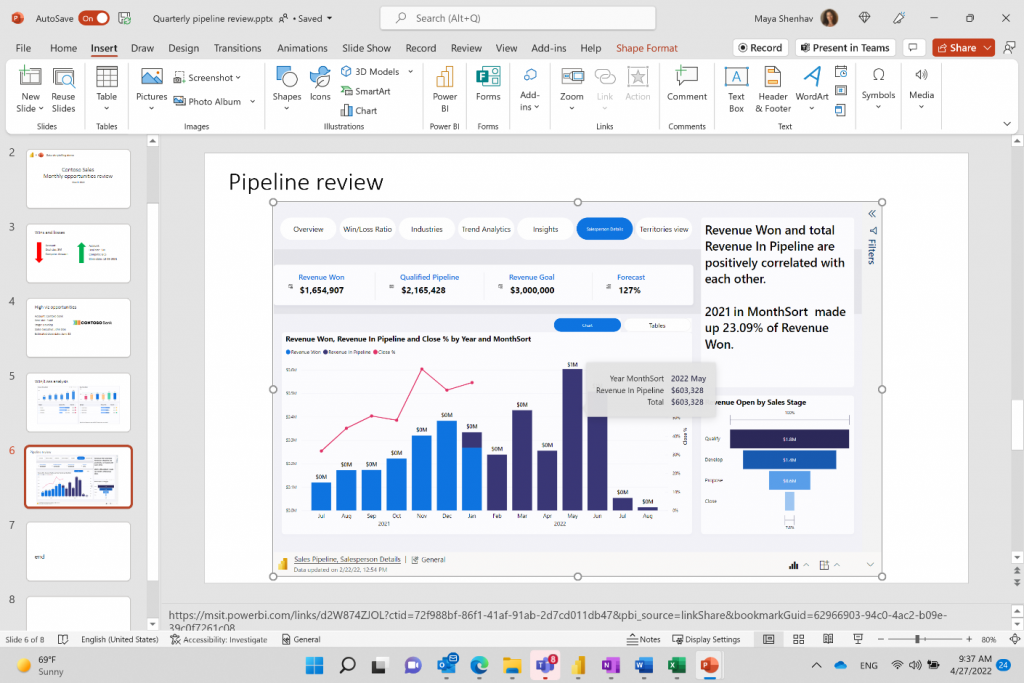 AutoSave On Quarterly pipeline review.pptx • Saved Search (Alt+Q) Maya Shenhav
File Home Insert Draw Design Transitions Animations Slide Show Record Review View Add-ins Help Shape Format Record Present in Teams Share
New Slide Reuse Slides Table Pictures Screenshot Photo Album Shapes Icons 3D Models SmartArt Chart Power BI Forms Add-ins Zoom Link Action Comment Text Box Header & Footer WordArt Symbols Media
Slides Tables Images Illustrations Power BI Forms Links Comments Text
2
Contoso Sales
Monthly opportunities review
3
4
High vis opportunities
CONTOSO Bank
5
6
7
end
8
Pipeline review
Overview Win/Loss Ratio Industries Trend Analytics Insights Salesperson Details Territories view
Revenue Won Qualified Pipeline Revenue Goal Forecast
$1,654,907 $2,165,428 $3,000,000 127%
Chart Tables
Revenue Won, Revenue In Pipeline and Close % by Year and MonthSort
Revenue Won Revenue In Pipeline Close %
$0M $0M $0M $0M $0M $0M $0M $0M $0M $0M $1M $0M $0M
Close %
60%
40%
30%
20%
10%
0%
Jul Aug Sep Oct Nov Dec Jan Feb Mar Apr May Jun Jul Aug
2021 2022
Year MonthSort 2022 May
Revenue In Pipeline $603,328
Total $603,328
Revenue Won and total
Revenue In Pipeline are
positively correlated with
each other.
2021 in MonthSort made
up 23.09% of Revenue
Won.
Filters
venue Open by Sales Stage
100%
Qualify $1.8M
Develop $1.4M
Propose
Close
Sales Pipeline, Salesperson Details | General
Data updated on 2/22/22, 12:54 PM
https://msit.powerbi.com/links/d2W874ZJOL?ctid=72f988bf-86f1-41af-91ab-2d7cd011db47&pbi_source=linkShare&bookmarkGuid=62966903-94c0-4ac2-b09e-
39c0f7261c08
Slide 6 of 8 English (United States) Accessibility: Investigate General Notes Display Settings 80%
69°F
Sunny
8
ENG
9:37 AM
4/27/2022
24